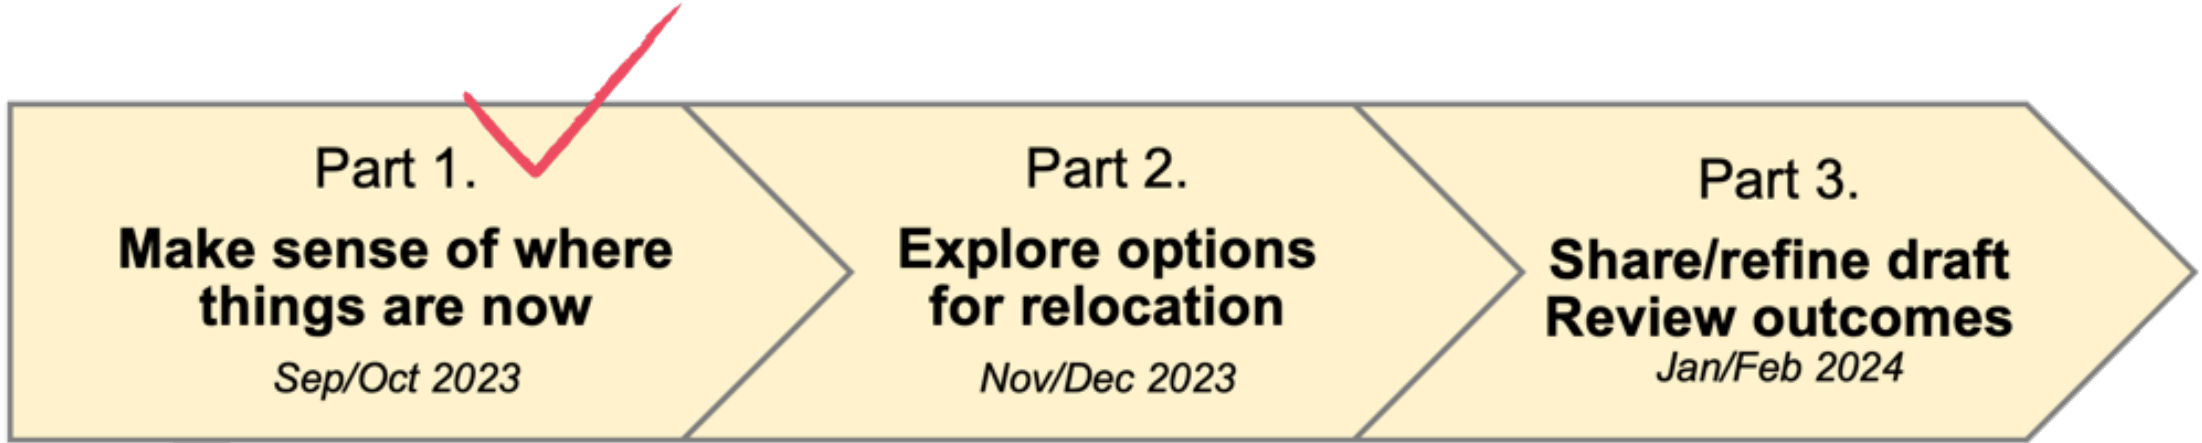 Part 1.
Make sense of where
things are now
Sep/Oct 2023
Part 2.
Explore options
for relocation
Nov/Dec 2023
Part 3.
Share/refine draft
Review outcomes
Jan/Feb 2024